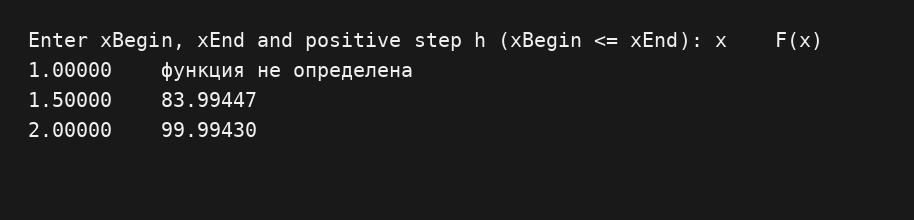 Enter xBegin, xEnd and positive step h (xBegin <= xEnd): x    F(x)
1.00000    функция не определена
1.50000    83.99447
2.00000    99.99430